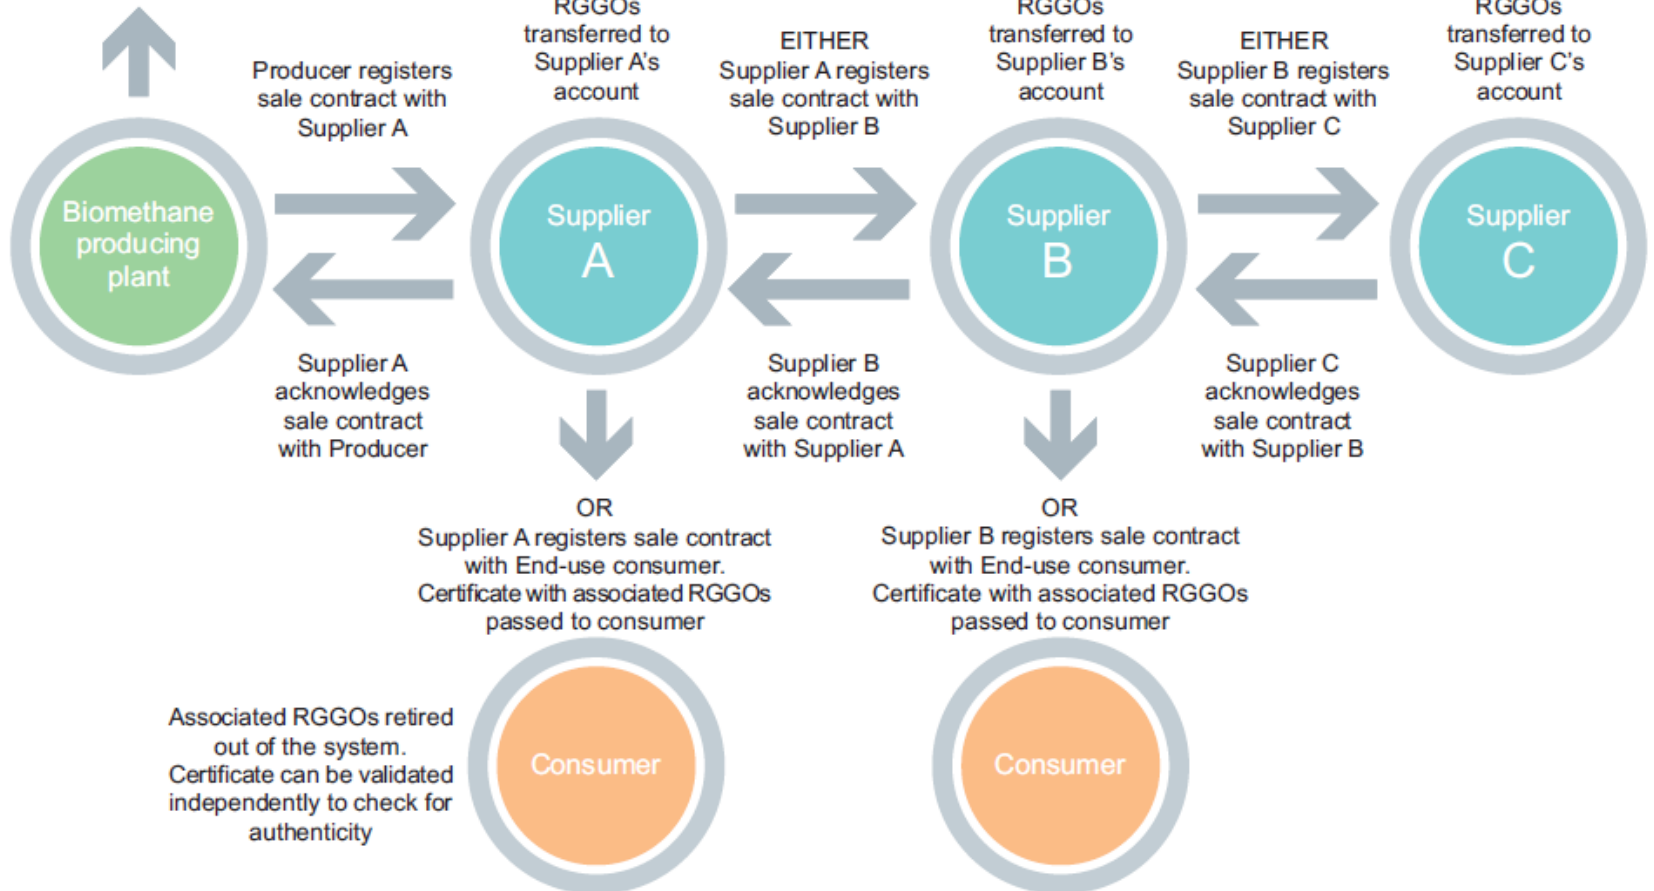 Producer registers
sale contract with
Supplier A
RGGOs
transferred to
Supplier A's
account
EITHER
Supplier A registers
sale contract with
Supplier B
RGGOs
transferred to
Supplier B's
account
EITHER
Supplier B registers
sale contract with
Supplier C
RGGOs
transferred to
Supplier C's
account
Biomethane
producing
plant
Supplier
A
Supplier
B
Supplier
C
Supplier A
acknowledges
sale contract
with Producer
Supplier B
acknowledges
sale contract
with Supplier A
Supplier C
acknowledges
sale contract
with Supplier B
OR
Supplier A registers sale contract
with End-use consumer.
Certificate with associated RGGOs
passed to consumer
OR
Supplier B registers sale contract
with End-use consumer.
Certificate with associated RGGOs
passed to consumer
Associated RGGOs retired
out of the system.
Certificate can be validated
independently to check for
authenticity
Consumer
Consumer